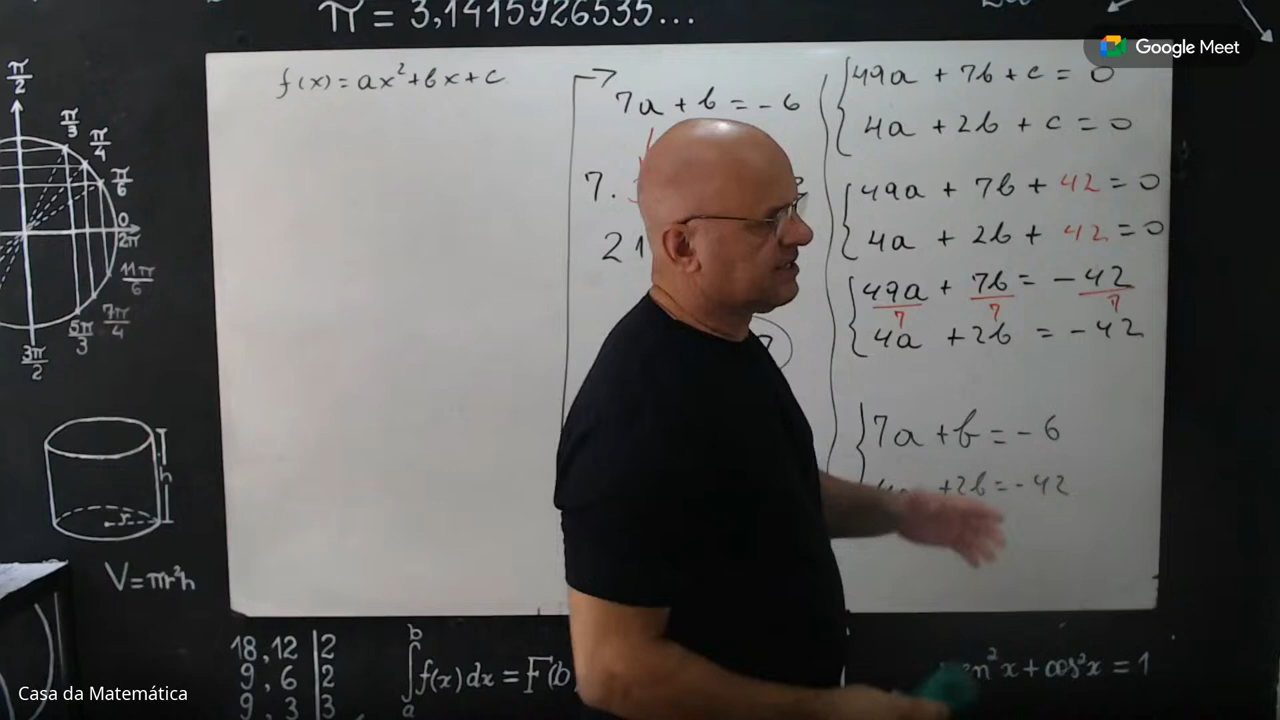 π = 3,1415926535...
Google Meet
π/2
π/3
π/4
π/6
0
2π
11π/6
7π/4
5π/3
3π/2
h
r
V=πr²h
f(x)=ax²+bx+c
7a+b=-6
7.
21
49a+7b+c=0
4a+2b+c=0
49a+7b+42=0
4a+2b+42=0
49a/7+7b/7=-42/7
4a+2b=-42
7a+b=-6
+2b=-42
18,12|2
9,6|2
9,3|3
∫ₐᵇf(x)dx=F(b
n²x+cos²x=1
Casa da Matemática